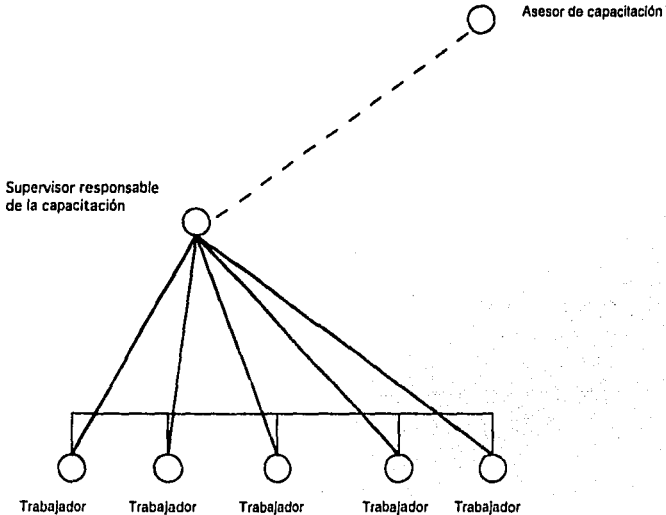 Asesor de capacitación
Supervisor responsable
de la capacitación
Trabajador Trabajador Trabajador Trabajador Trabajador